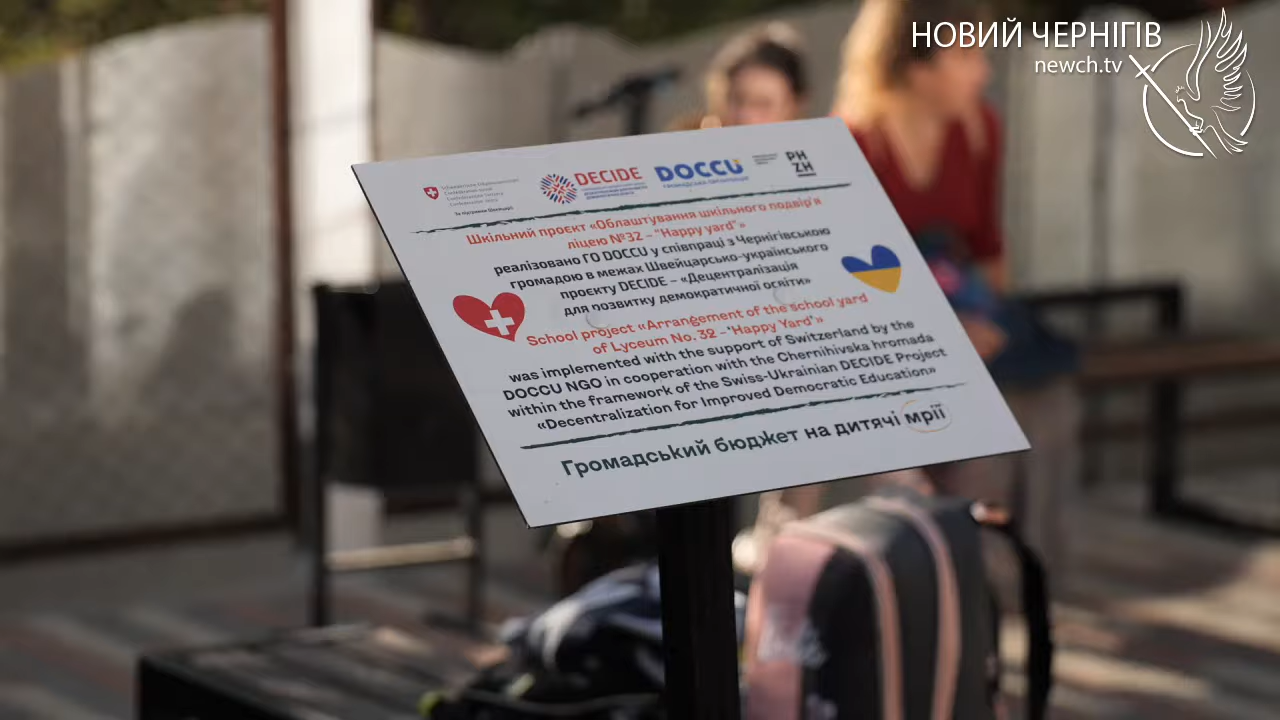 НОВИЙ ЧЕРНІГІВ
newch.tv
DECIDE
DOCCU
ГРОМАДСЬКА ОРГАНІЗАЦІЯ
PH
ZH
Шкільний проєкт «Облаштування шкільного подвір'я
ліцею №32 – "Happy yard"»
реалізовано ГО DOCCU у співпраці з Чернігівською
громадою в межах Швейцарсько-українського
проєкту DECIDE – «Децентралізація
для розвитку демократичної освіти»
School project «Arrangement of the school yard
of Lyceum No. 32 – 'Happy Yard'»
was implemented with the support of Switzerland by the
DOCCU NGO in cooperation with the Chernihivska hromada
within the framework of the Swiss-Ukrainian DECIDE Project
«Decentralization for Improved Democratic Education»
Громадський бюджет на дитячі мрії